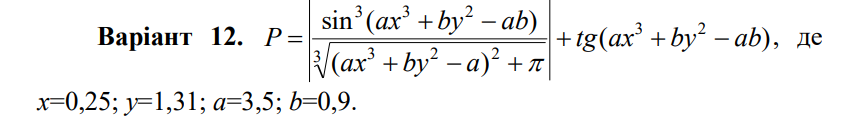 Варіант 12. P = |sin³(ax³ + by² − ab) / ∛((ax³ + by² − a)² + π)| + tg(ax³ + by² − ab), де
x=0,25; y=1,31; a=3,5; b=0,9.